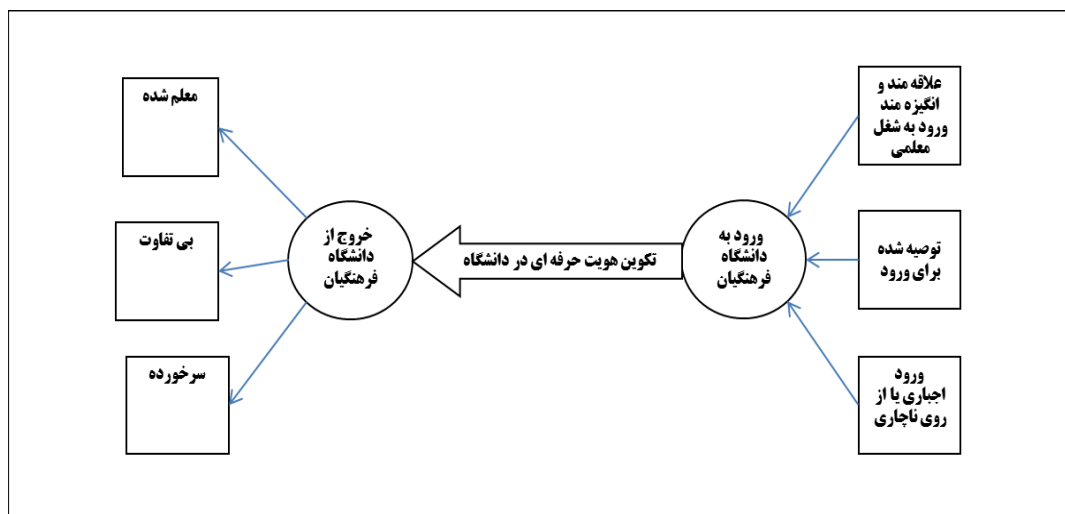 علاقه مند و
انگیزه مند
ورود به شغل
معلمی
توصیه شده
برای ورود
ورود
اجباری یا از
روی ناچاری
ورود به
دانشگاه
فرهنگیان
تکوین هویت حرفه ای در دانشگاه
خروج از
دانشگاه
فرهنگیان
معلم شده
بی تفاوت
سرخورده